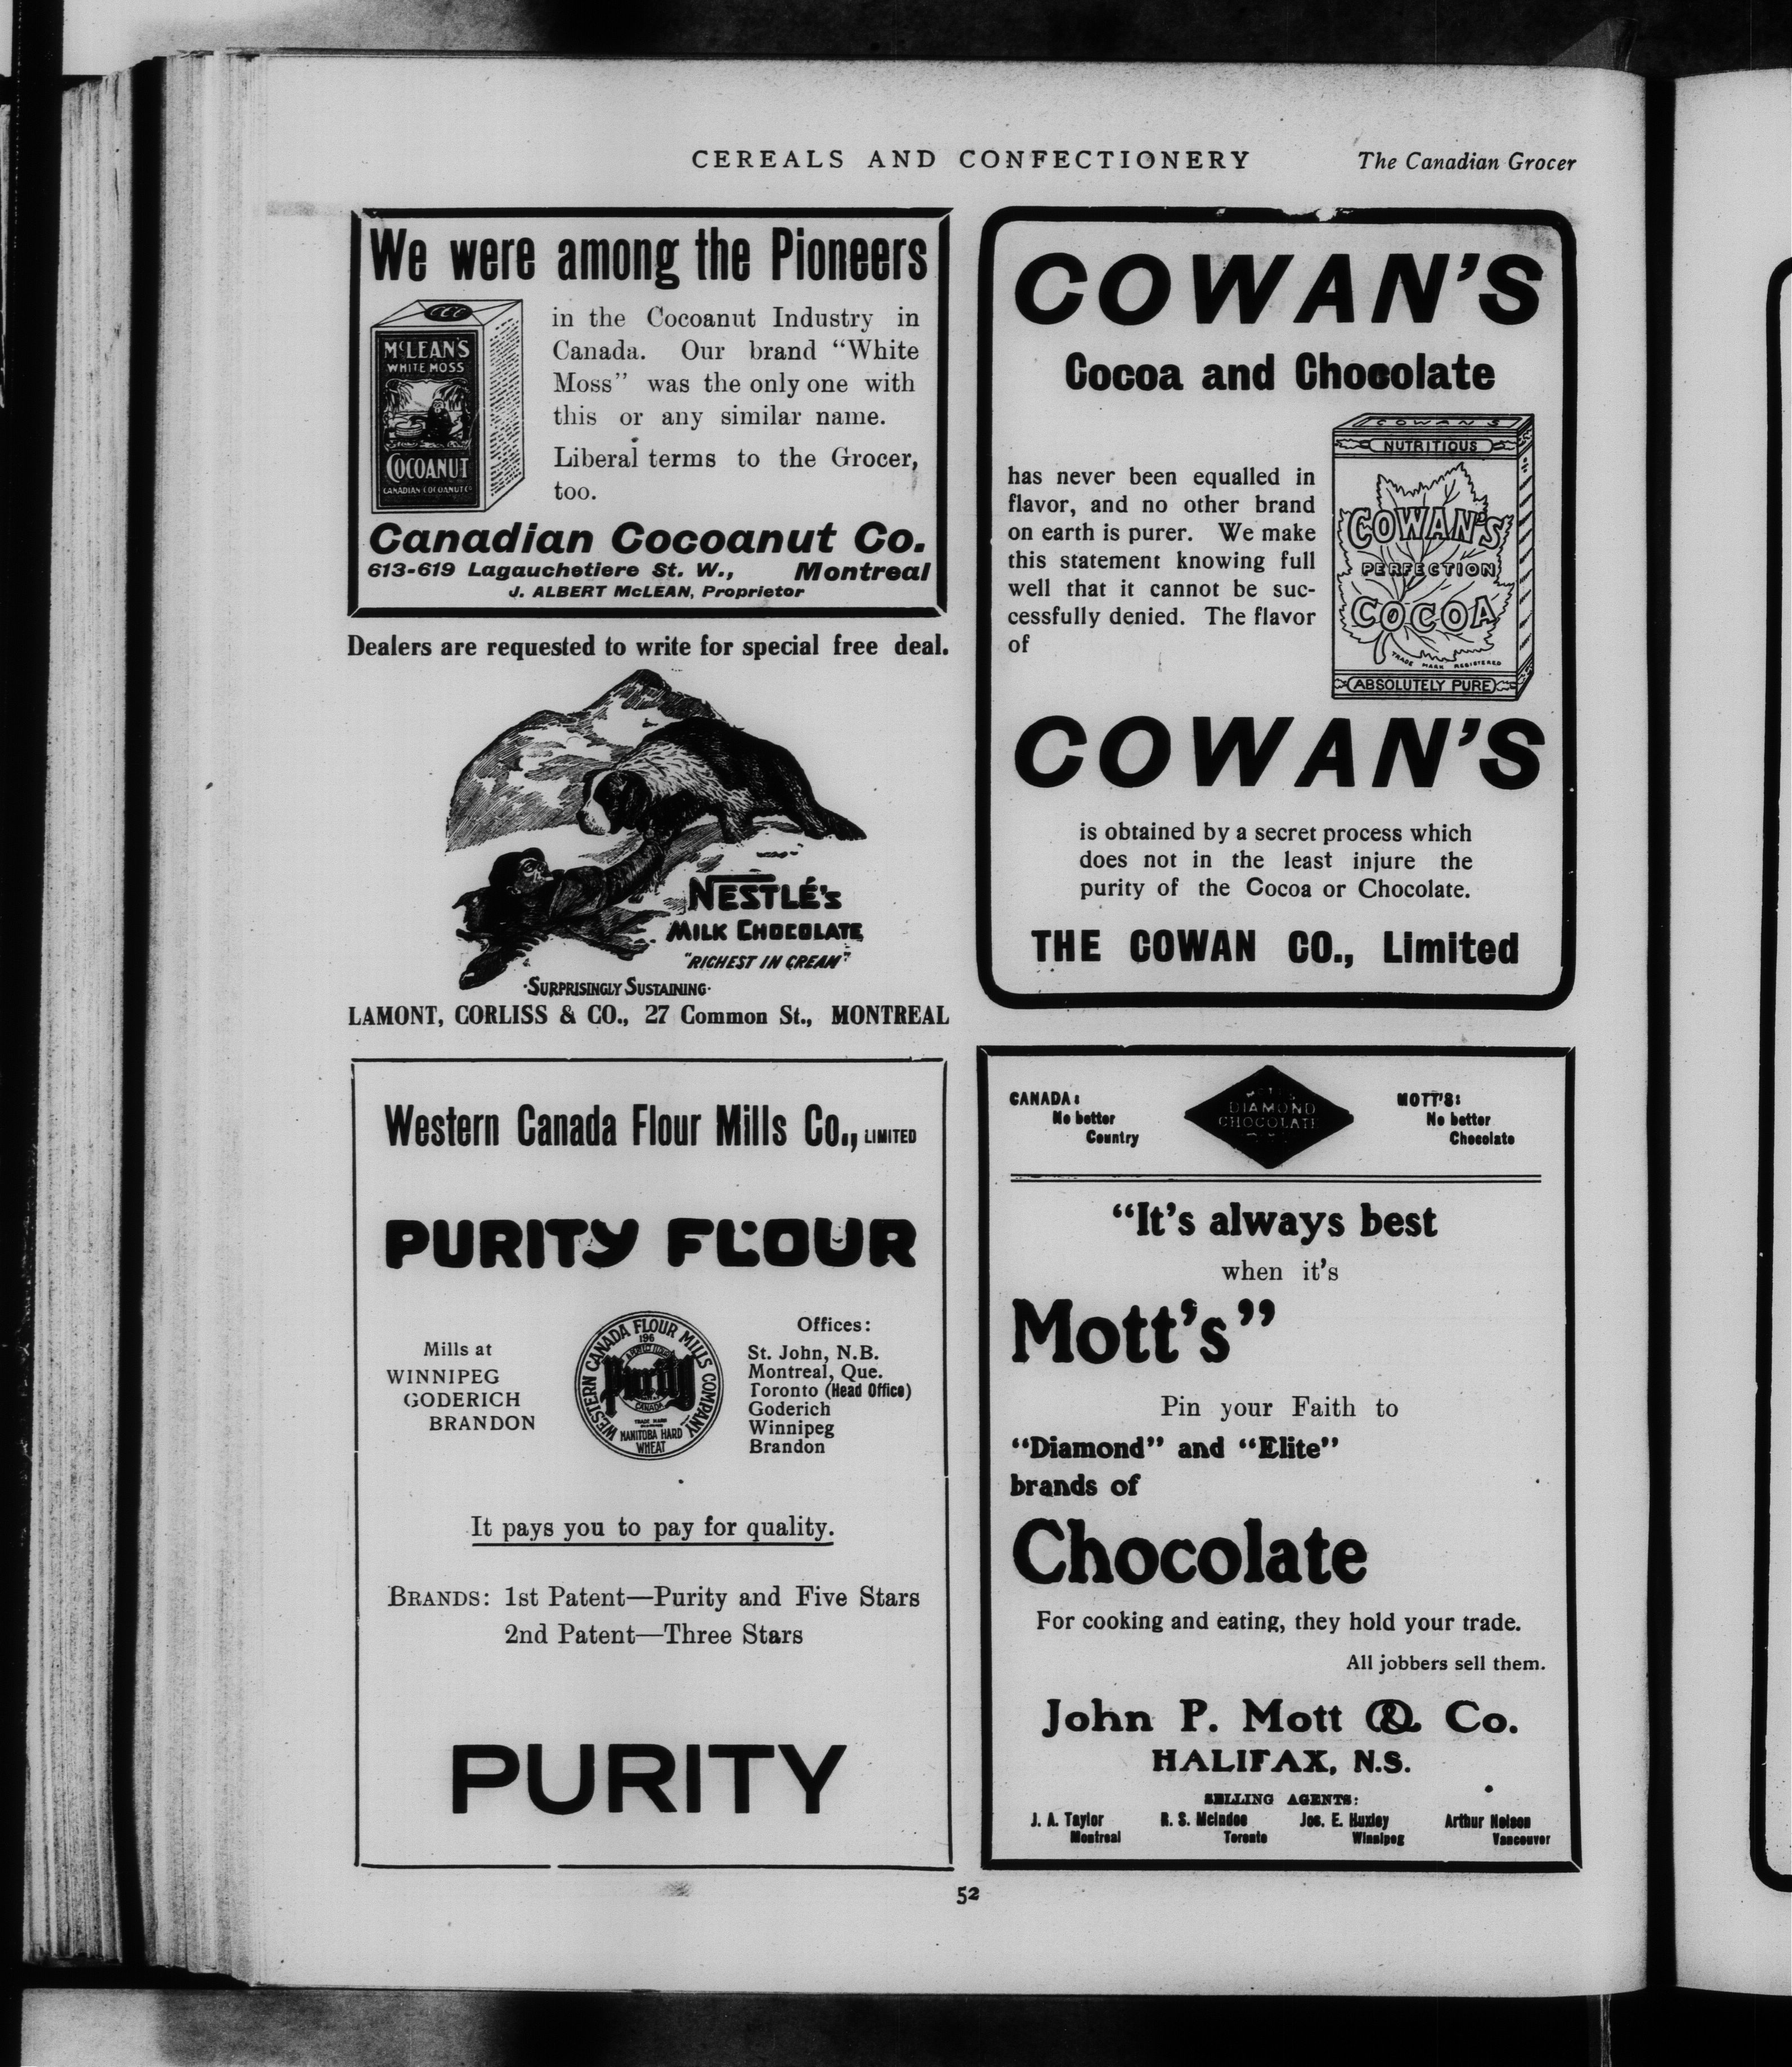 CEREALS AND CONFECTIONERY
The Canadian Grocer
We were among the Pioneers
McLEAN'S
WHITE MOSS
COCOANUT
CANADIAN COCOANUT Co
in the Cocoanut Industry in
Canada. Our brand “White
Moss” was the only one with
this or any similar name.
Liberal terms to the Grocer,
too.
Canadian Cocoanut Co.
613-619 Lagauchetiere St. W., Montreal
J. ALBERT McLEAN, Proprietor
Dealers are requested to write for special free deal.
NESTLÉ'S
MILK CHOCOLATE
"RICHEST IN CREAM"
·SURPRISINGLY SUSTAINING·
LAMONT, CORLISS & CO., 27 Common St., MONTREAL
COWAN'S
Cocoa and Chocolate
has never been equalled in
flavor, and no other brand
on earth is purer. We make
this statement knowing full
well that it cannot be suc-
cessfully denied. The flavor
of
COWAN'S
NUTRITIOUS
COWAN'S
PERFECTION
COCOA
TRADE MARK REGISTERED
ABSOLUTELY PURE
COWAN'S
is obtained by a secret process which
does not in the least injure the
purity of the Cocoa or Chocolate.
THE COWAN CO., Limited
Western Canada Flour Mills Co., LIMITED
PURITY FLOUR
Mills at
WINNIPEG
GODERICH
BRANDON
WESTERN CANADA FLOUR MILLS COMPANY
196
Purity
CANADA
TRADE MARK
MANITOBA HARD
WHEAT
Offices:
St. John, N.B.
Montreal, Que.
Toronto (Head Office)
Goderich
Winnipeg
Brandon
It pays you to pay for quality.
BRANDS: 1st Patent—Purity and Five Stars
2nd Patent—Three Stars
PURITY
CANADA:
No better
Country
DIAMOND
CHOCOLATE
MOTT'S:
No better
Chocolate
“It's always best
when it's
Mott's”
Pin your Faith to
“Diamond” and “Elite”
brands of
Chocolate
For cooking and eating, they hold your trade.
All jobbers sell them.
John P. Mott & Co.
HALIFAX, N.S.
SELLING AGENTS:
J. A. Taylor
Montreal
R. S. McIndoe
Toronto
Jos. E. Huxley
Winnipeg
Arthur Nelson
Vancouver
52